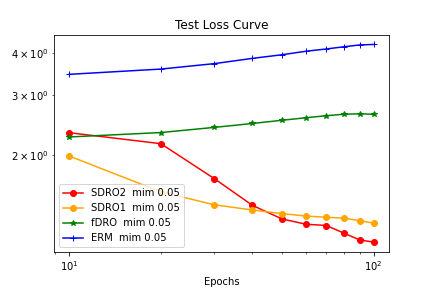 Test Loss Curve
4 × 10⁰
3 × 10⁰
2 × 10⁰
SDRO2 mim 0.05
SDRO1 mim 0.05
fDRO mim 0.05
ERM mim 0.05
10¹
10²
Epochs